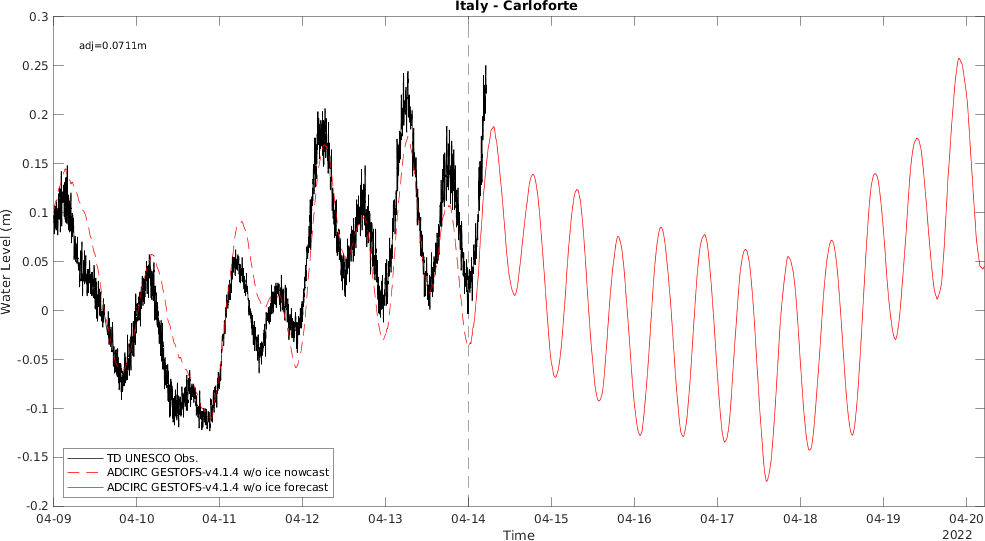 Italy - Carloforte
adj=0.0711m
Water Level (m)
0.3
0.25
0.2
0.15
0.1
0.05
0
-0.05
-0.1
-0.15
-0.2
TD UNESCO Obs.
ADCIRC GESTOFS-v4.1.4 w/o ice nowcast
ADCIRC GESTOFS-v4.1.4 w/o ice forecast
04-09 04-10 04-11 04-12 04-13 04-14 04-15 04-16 04-17 04-18 04-19 04-20
Time
2022